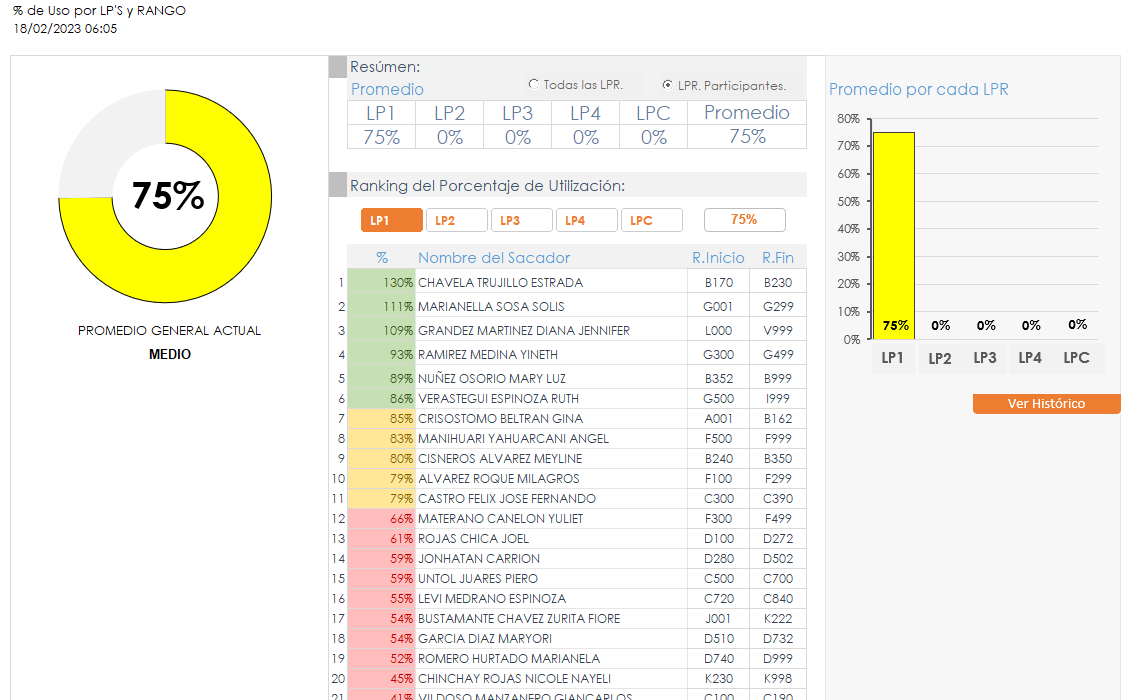 % de Uso por LP'S y RANGO
18/02/2023 06:05
75%
PROMEDIO GENERAL ACTUAL
MEDIO
Resúmen:
Promedio
Todas las LPR.
LPR. Participantes.
LP1 LP2 LP3 LP4 LPC Promedio
75% 0% 0% 0% 0% 75%
Ranking del Porcentaje de Utilización:
LP1 LP2 LP3 LP4 LPC 75%
% Nombre del Sacador R.Inicio R.Fin
1 130% CHAVELA TRUJILLO ESTRADA B170 B230
2 111% MARIANELLA SOSA SOLIS G001 G299
3 109% GRANDEZ MARTINEZ DIANA JENNIFER L000 V999
4 93% RAMIREZ MEDINA YINETH G300 G499
5 89% NUÑEZ OSORIO MARY LUZ B352 B999
6 86% VERASTEGUI ESPINOZA RUTH G500 I999
7 85% CRISOSTOMO BELTRAN GINA A001 B162
8 83% MANIHUARI YAHUARCANI ANGEL F500 F999
9 80% CISNEROS ALVAREZ MEYLINE B240 B350
10 79% ALVAREZ ROQUE MILAGROS F100 F299
11 79% CASTRO FELIX JOSE FERNANDO C300 C390
12 66% MATERANO CANELON YULIET F300 F499
13 61% ROJAS CHICA JOEL D100 D272
14 59% JONHATAN CARRION D280 D502
15 59% UNTOL JUARES PIERO C500 C700
16 55% LEVI MEDRANO ESPINOZA C720 C840
17 54% BUSTAMANTE CHAVEZ ZURITA FIORE J001 K222
18 54% GARCIA DIAZ MARYORI D510 D732
19 52% ROMERO HURTADO MARIANELA D740 D999
20 45% CHINCHAY ROJAS NICOLE NAYELI K230 K998
21 41% VILDOSO MANZANERO GIANCARLOS C100 C190
Promedio por cada LPR
80%
70%
60%
50%
40%
30%
20%
10%
0%
75% 0% 0% 0% 0%
LP1 LP2 LP3 LP4 LPC
Ver Histórico